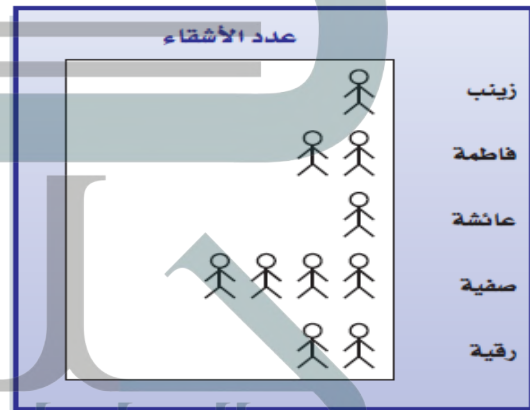 عدد الأشقاء
زينب
فاطمة
عائشة
صفية
رقية